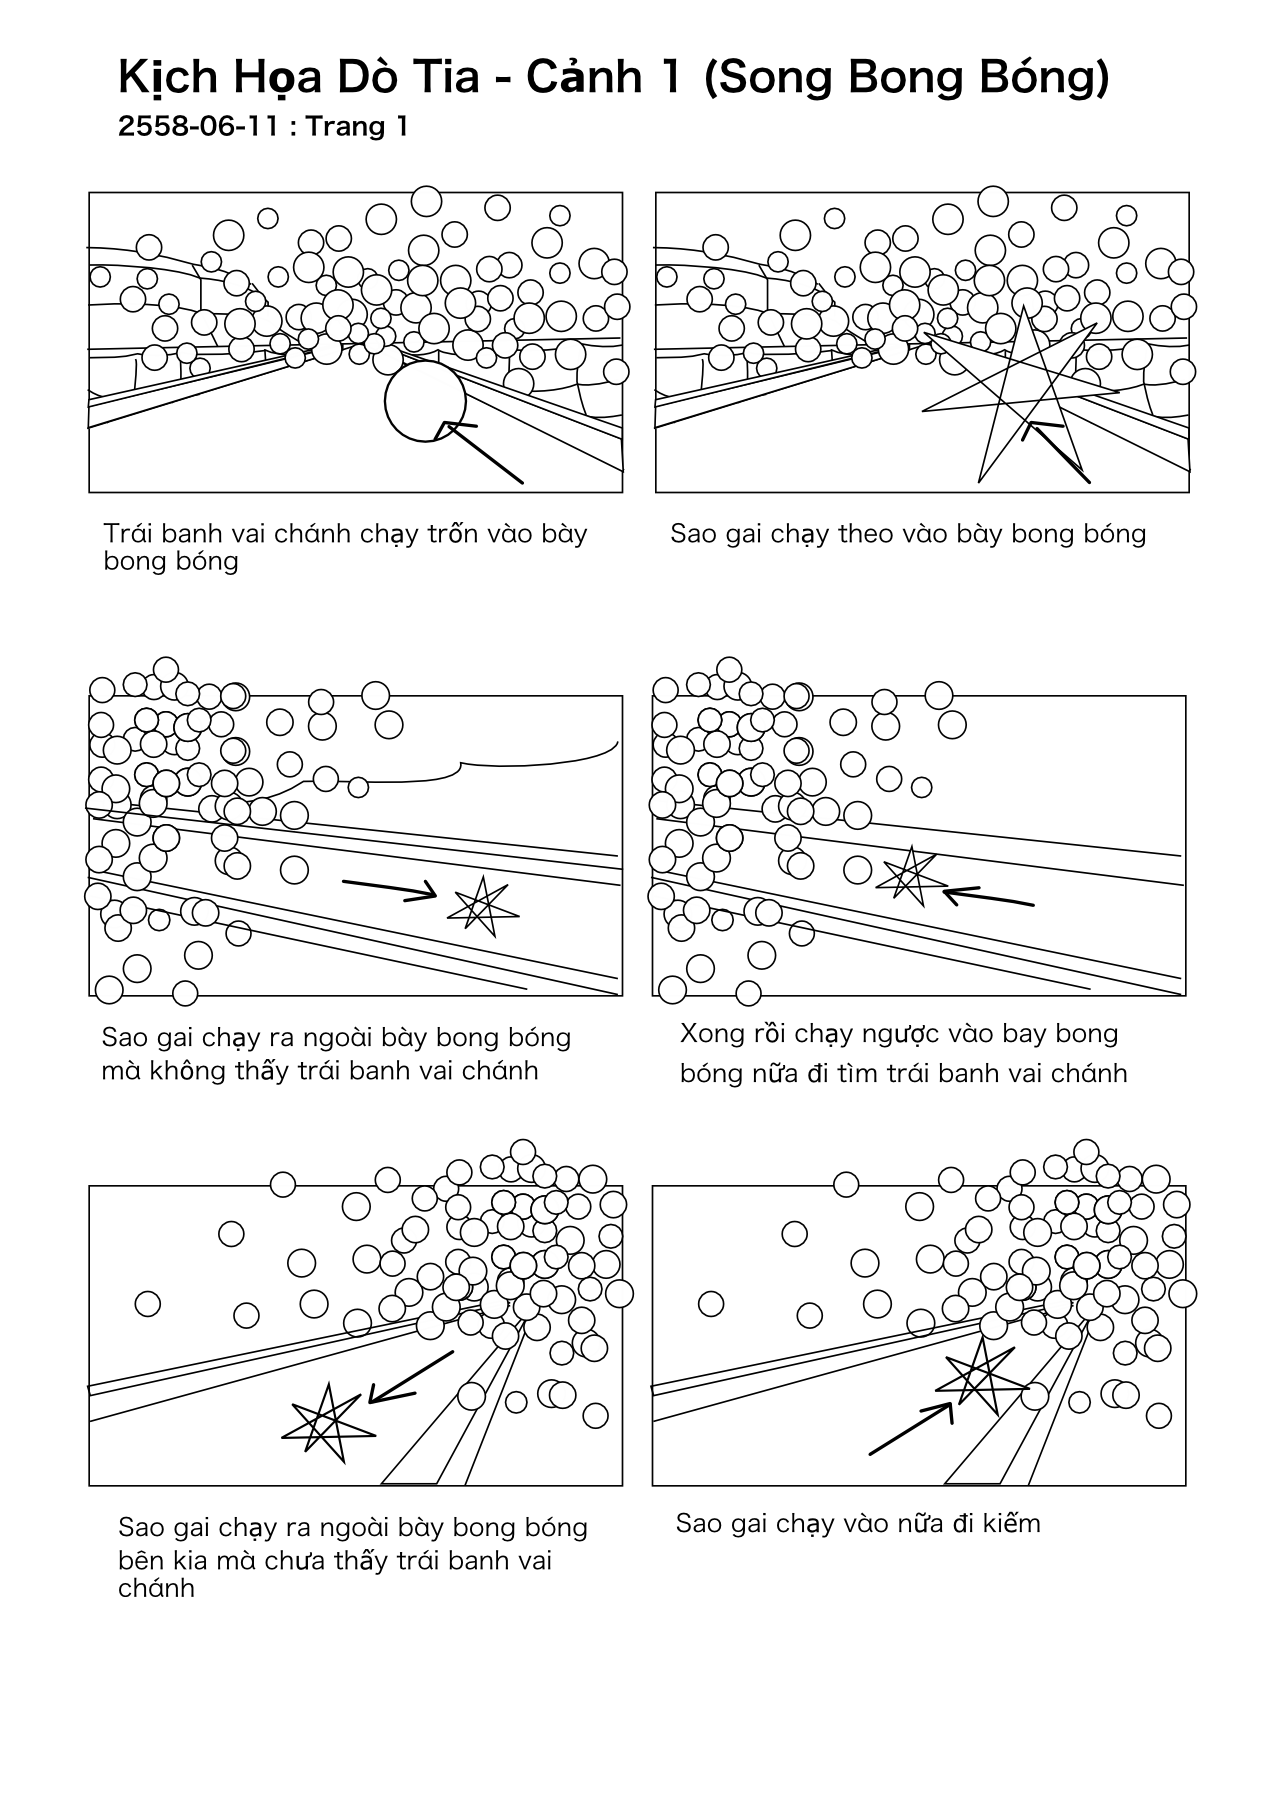 Kịch Họa Dò Tia - Cảnh 1 (Song Bong Bóng)
2558-06-11 : Trang 1
Trái banh vai chánh chạy trốn vào bày
bong bóng
Sao gai chạy theo vào bày bong bóng
Sao gai chạy ra ngoài bày bong bóng
mà không thấy trái banh vai chánh
Xong rồi chạy ngược vào bay bong
bóng nữa đi tìm trái banh vai chánh
Sao gai chạy ra ngoài bày bong bóng
bên kia mà chưa thấy trái banh vai
chánh
Sao gai chạy vào nữa đi kiếm